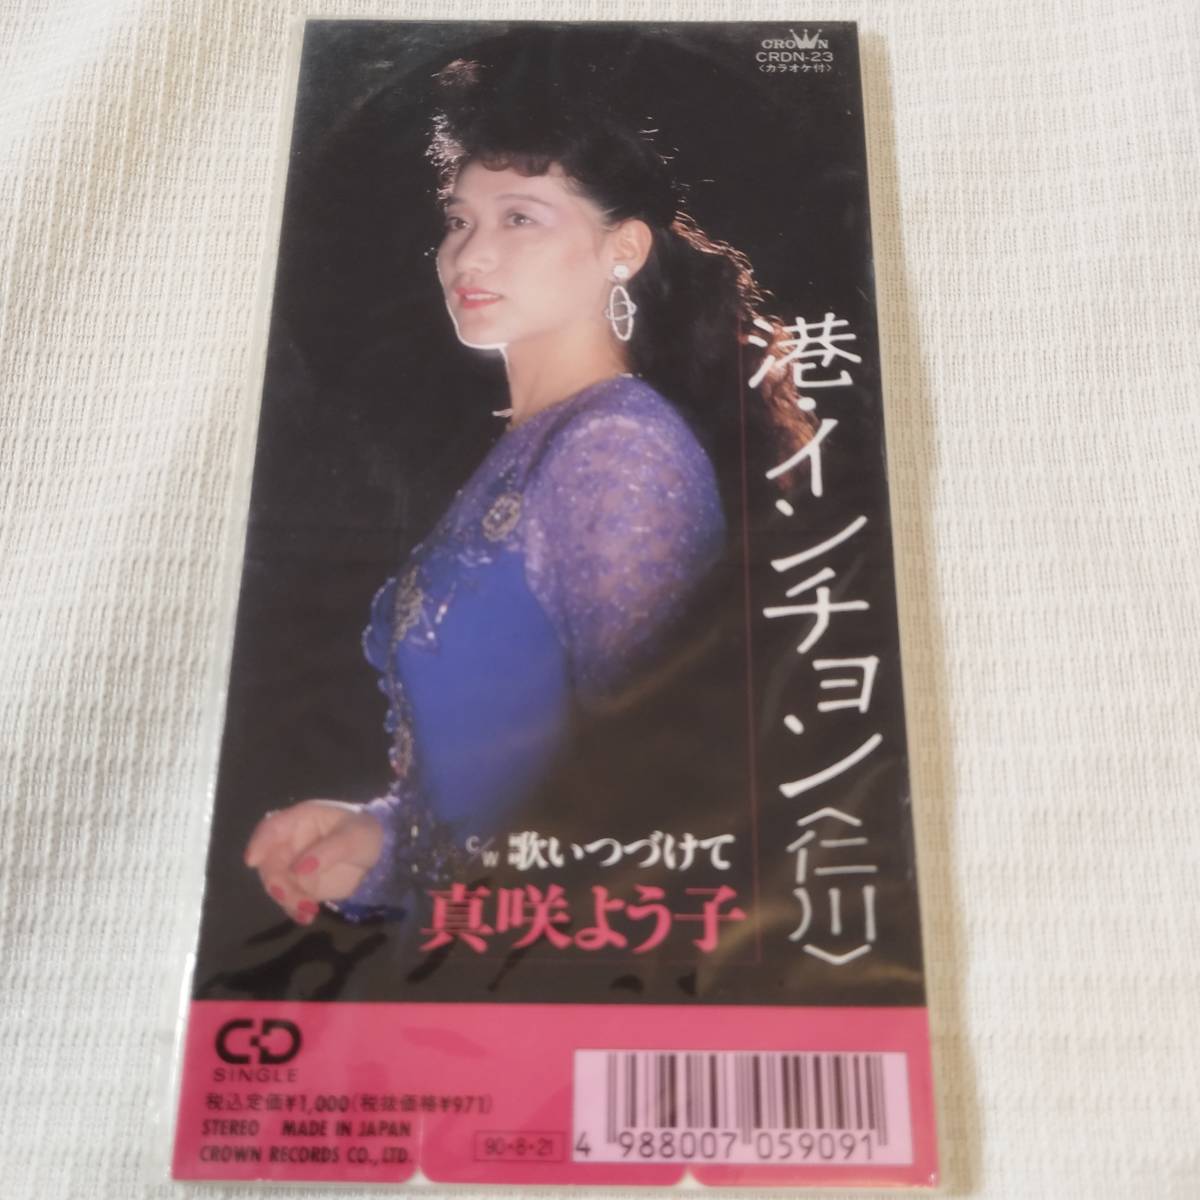 CROWN
CRDN-23
〈カラオケ付〉
港・インチョン〈仁川〉
C/W 歌いつづけて
真咲よう子
CD
SINGLE
税込定価¥1,000(税抜価格¥971)
STEREO MADE IN JAPAN
CROWN RECORDS CO., LTD.
90・8・21
4 988007 059091